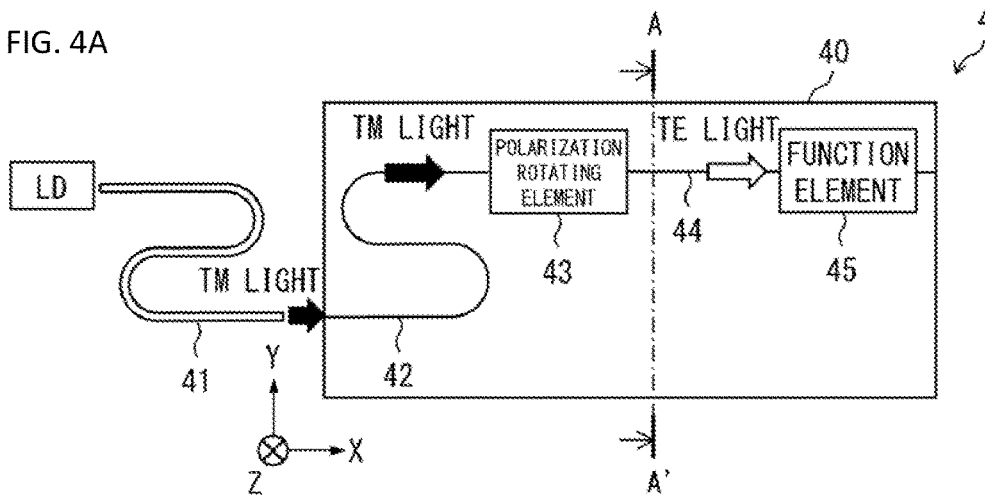 FIG. 4A
A
4
40
TM LIGHT
TE LIGHT
LD
POLARIZATION
ROTATING
ELEMENT
FUNCTION
ELEMENT
44
43
45
TM LIGHT
41
42
Y
X
Z
A'